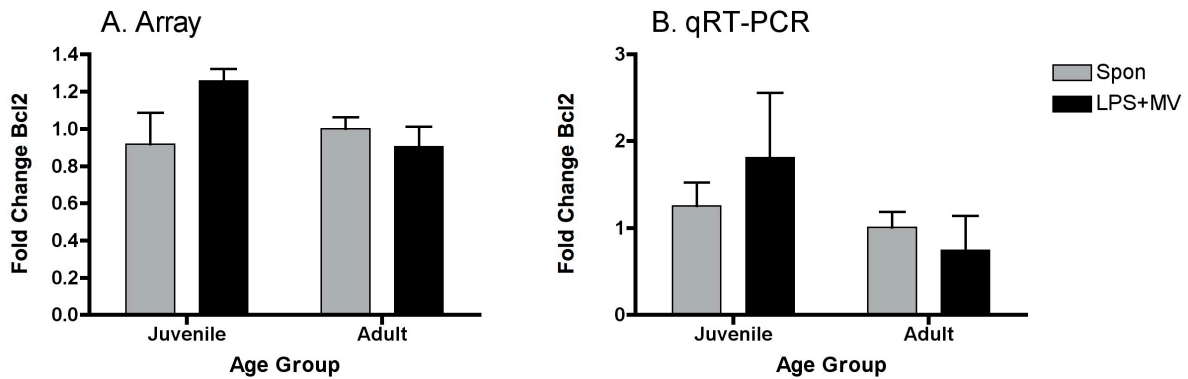 A. Array
Fold Change Bcl2
1.4
1.2
1.0
0.8
0.6
0.4
0.2
0.0
Juvenile
Adult
Age Group
B. qRT-PCR
Fold Change Bcl2
3
2
1
0
Juvenile
Adult
Age Group
Spon
LPS+MV